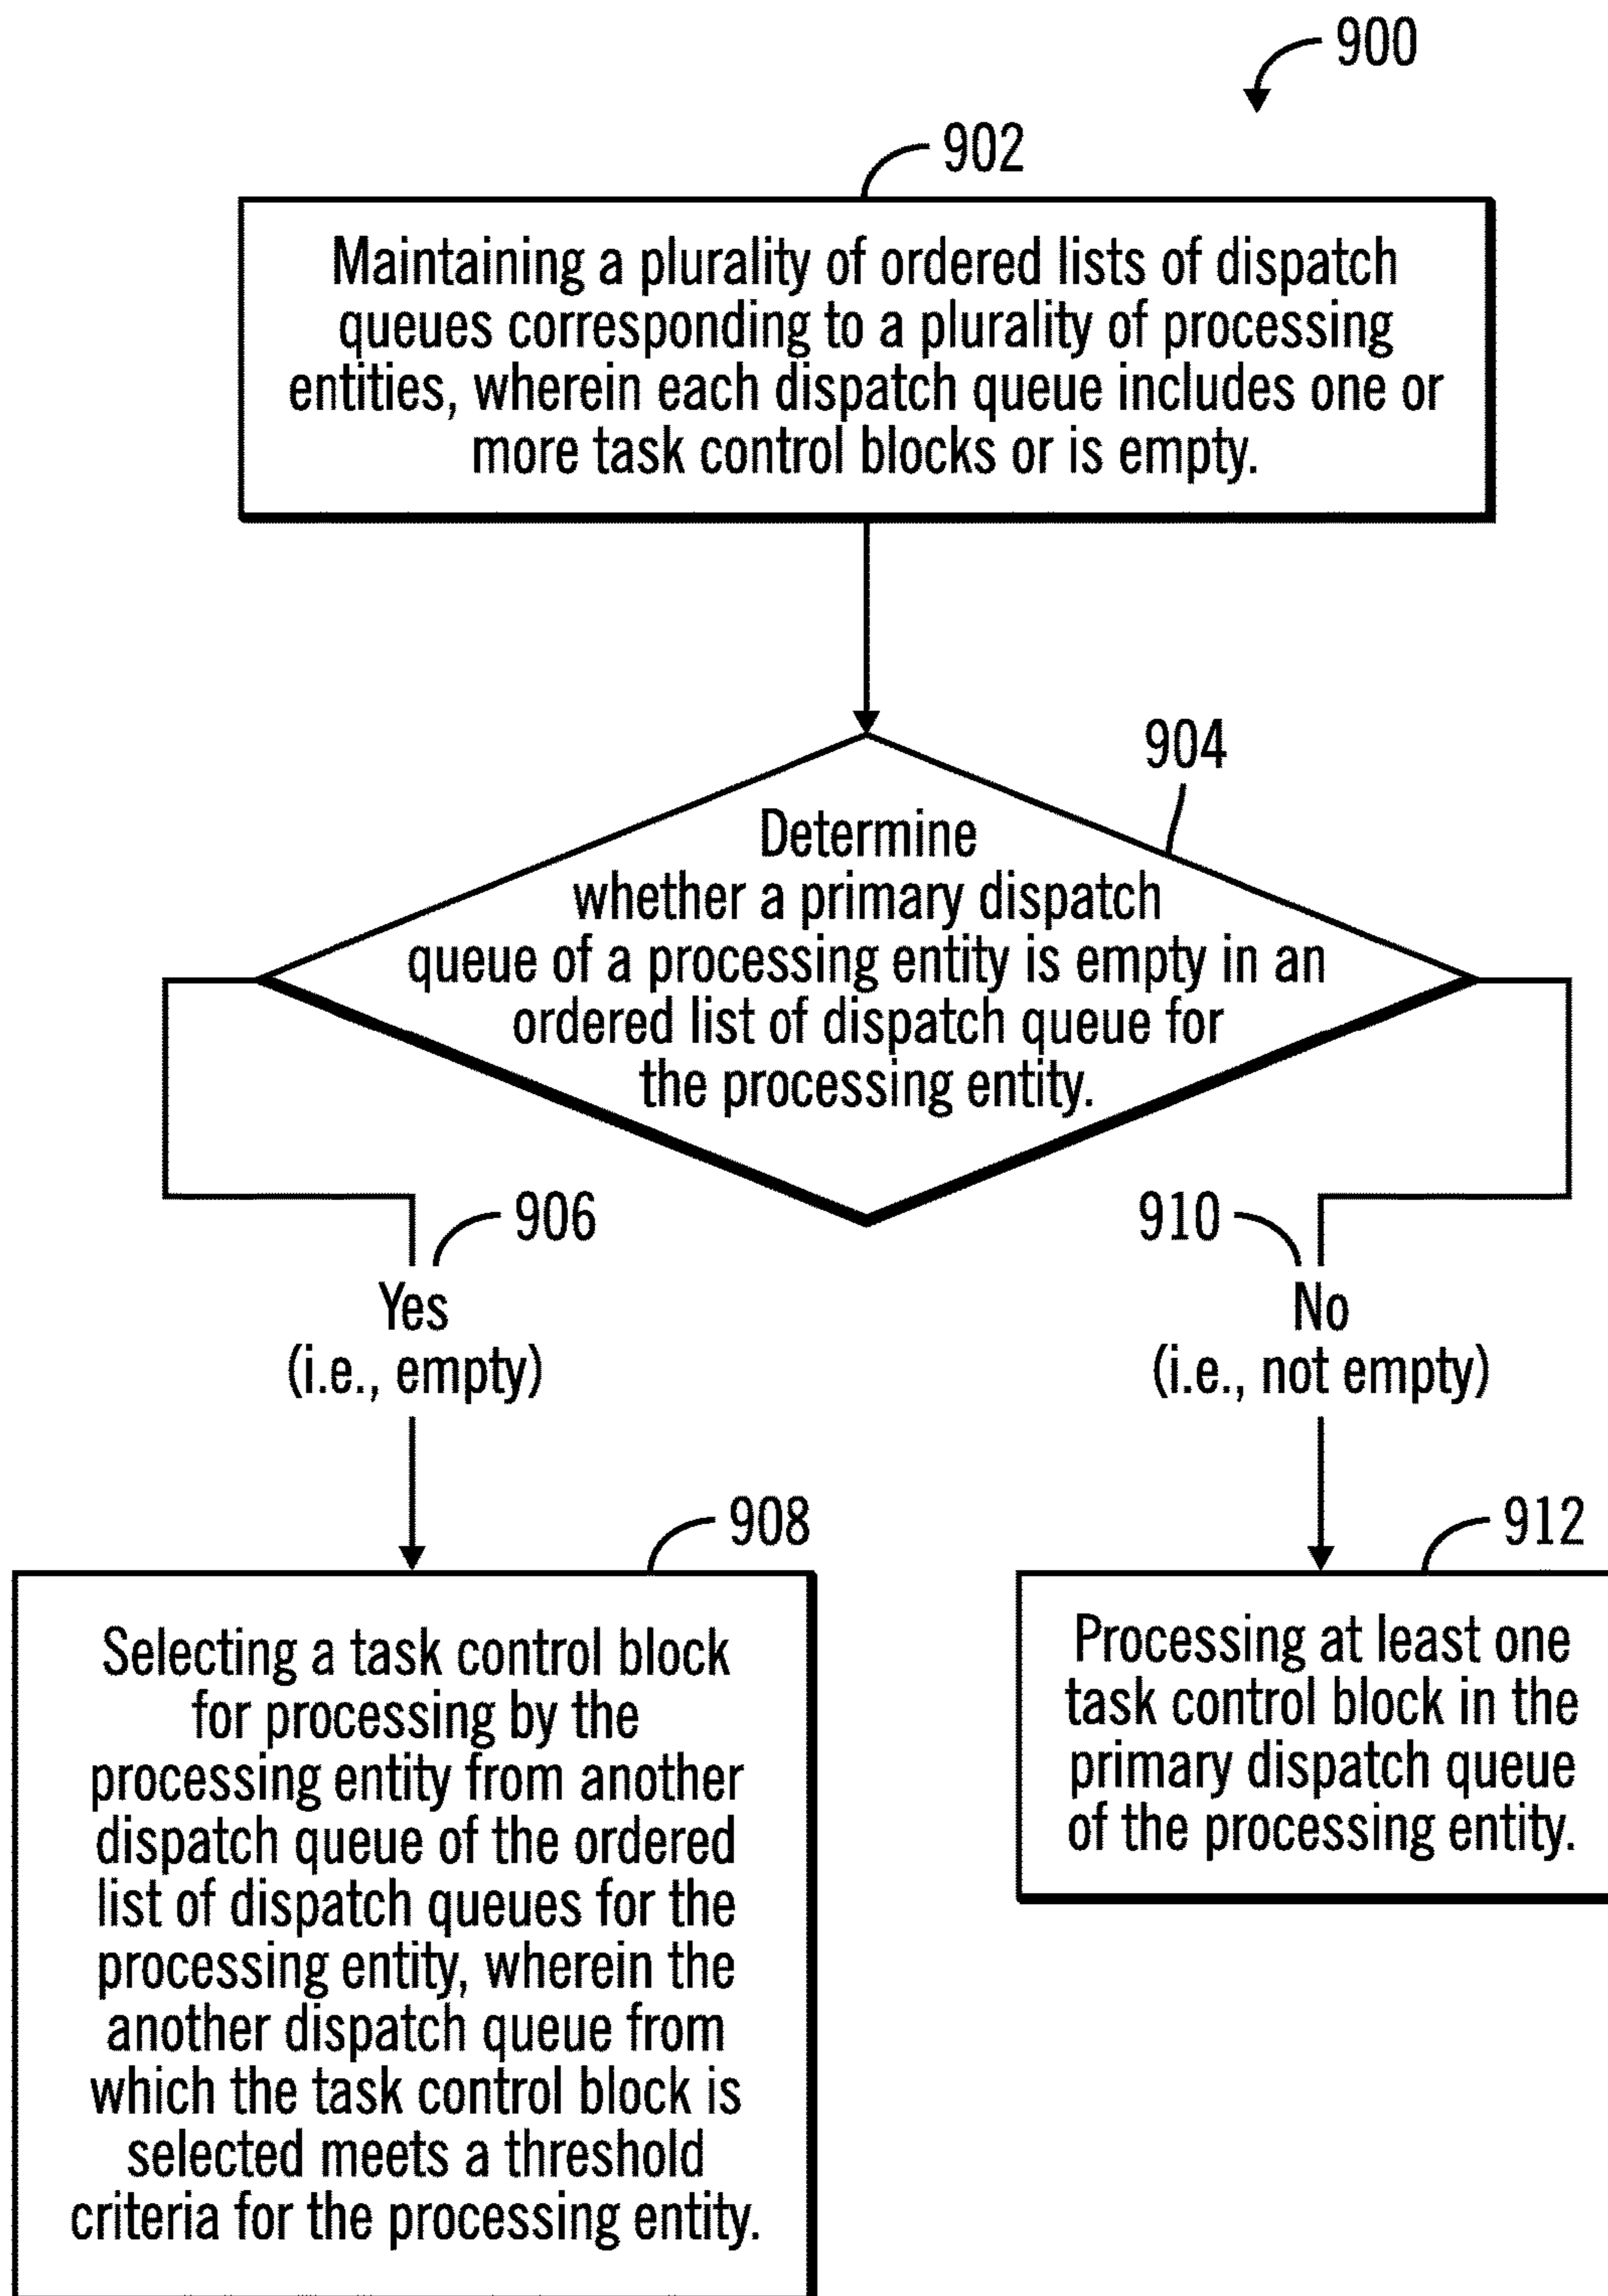 900
902
Maintaining a plurality of ordered lists of dispatch
queues corresponding to a plurality of processing
entities, wherein each dispatch queue includes one or
more task control blocks or is empty.
904
Determine
whether a primary dispatch
queue of a processing entity is empty in an
ordered list of dispatch queue for
the processing entity.
906
Yes
(i.e., empty)
910
No
(i.e., not empty)
908
Selecting a task control block
for processing by the
processing entity from another
dispatch queue of the ordered
list of dispatch queues for the
processing entity, wherein the
another dispatch queue from
which the task control block is
selected meets a threshold
criteria for the processing entity.
912
Processing at least one
task control block in the
primary dispatch queue
of the processing entity.